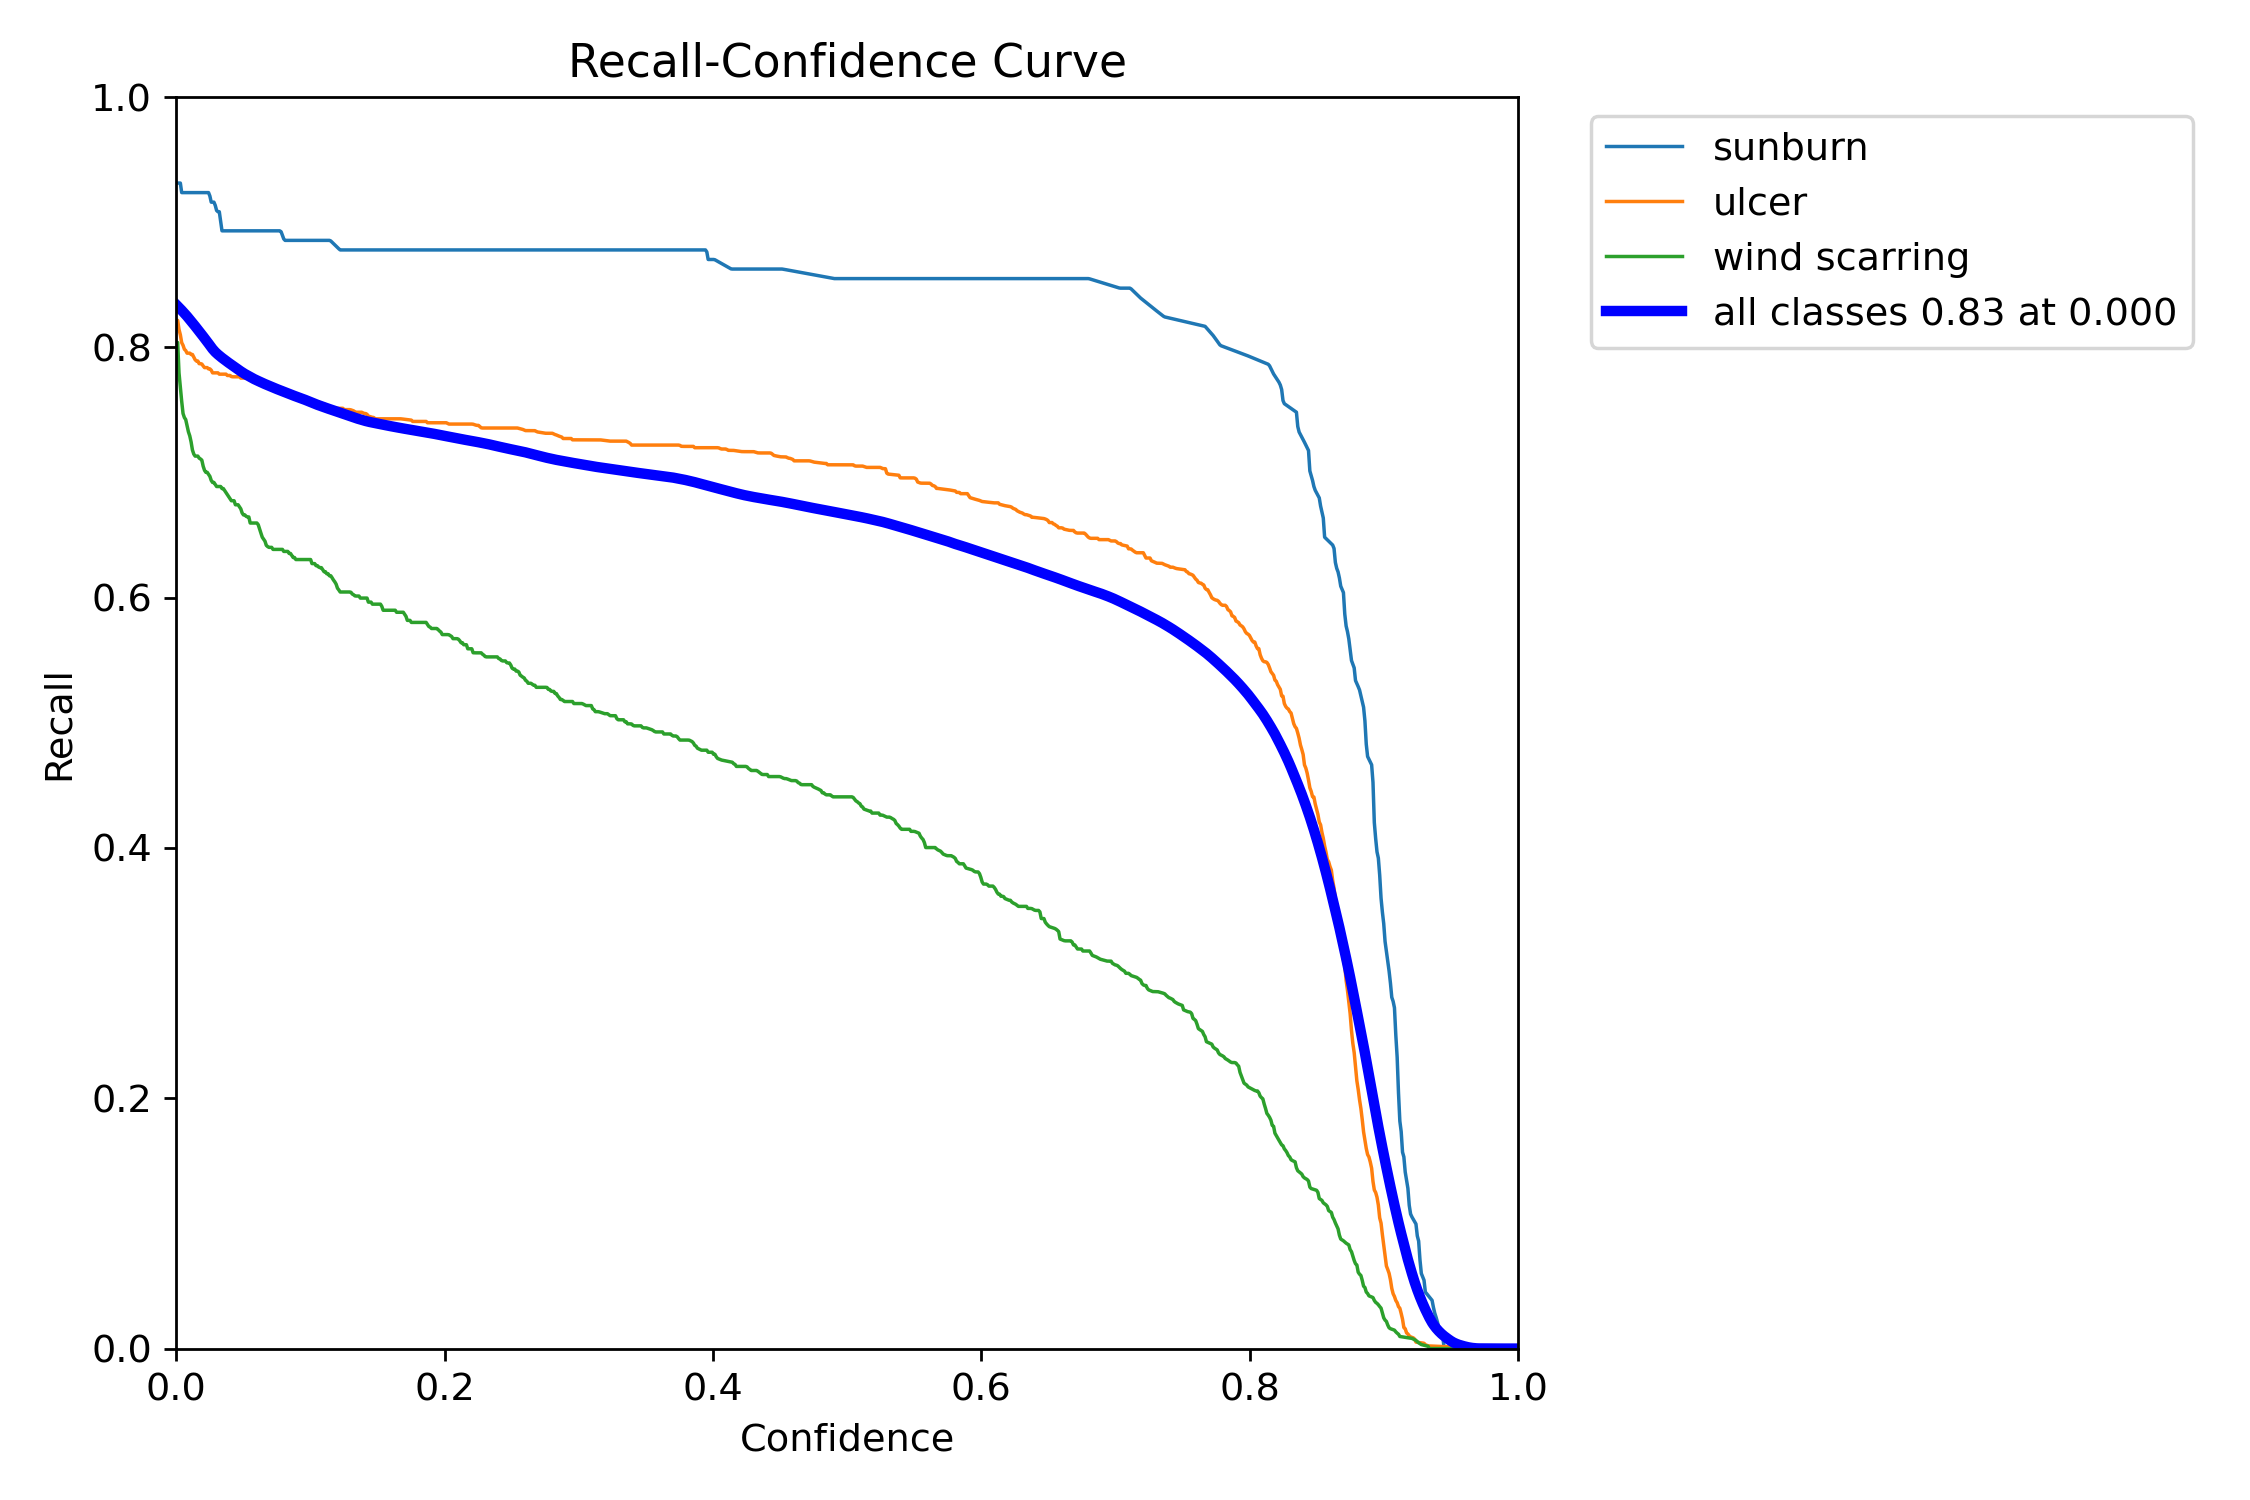 Recall-Confidence Curve
1.0
0.8
0.6
0.4
0.2
0.0
Recall
0.0 0.2 0.4 0.6 0.8 1.0
Confidence
sunburn
ulcer
wind scarring
all classes 0.83 at 0.000